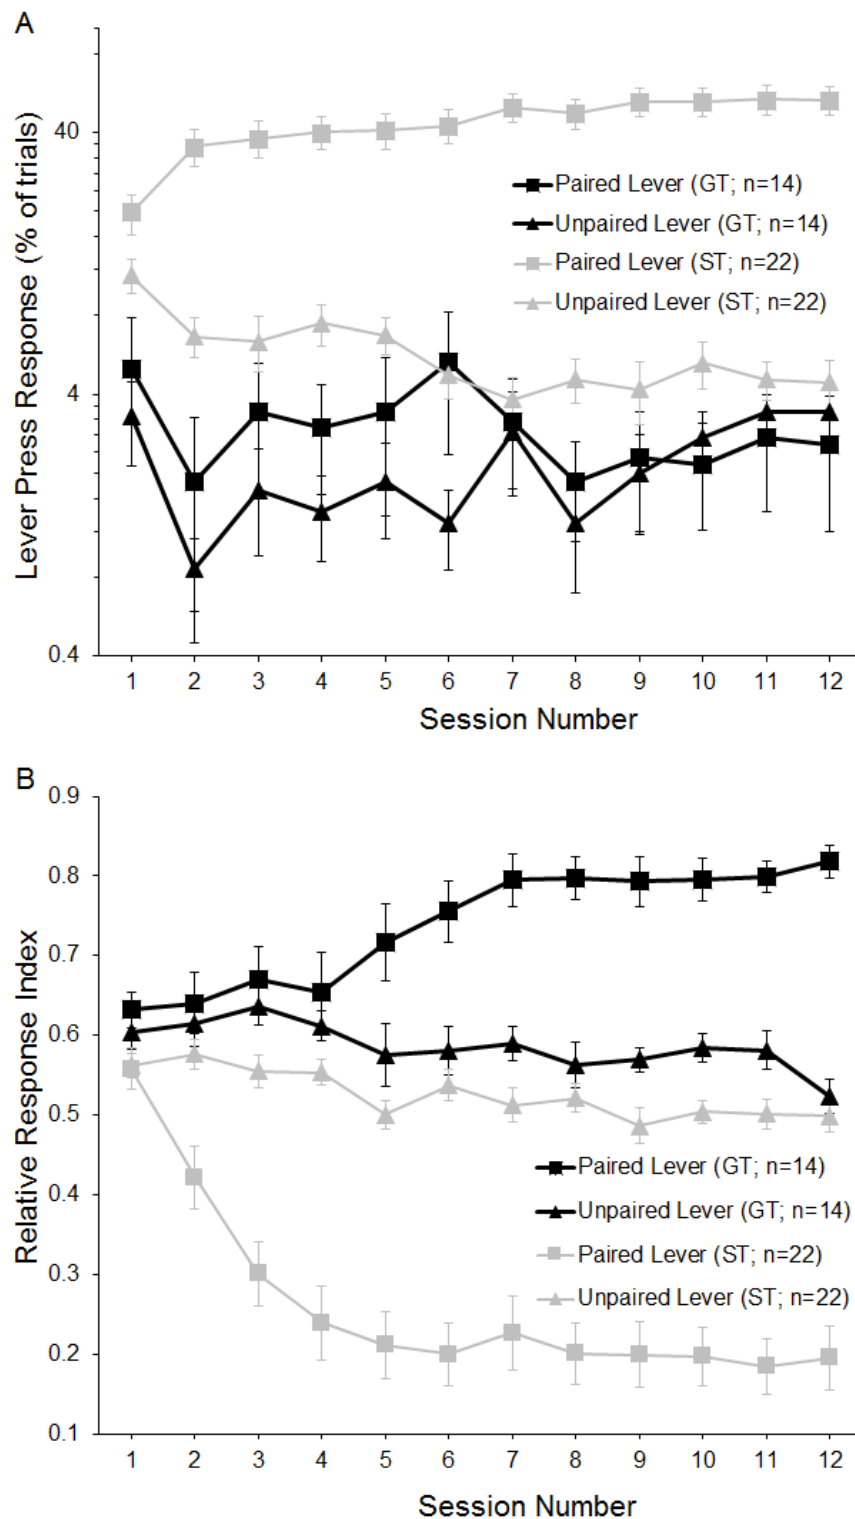 A
Lever Press Response (% of trials)
40
4
0.4
Paired Lever (GT; n=14)
Unpaired Lever (GT; n=14)
Paired Lever (ST; n=22)
Unpaired Lever (ST; n=22)
1 2 3 4 5 6 7 8 9 10 11 12
Session Number
B
Relative Response Index
0.9
0.8
0.7
0.6
0.5
0.4
0.3
0.2
0.1
Paired Lever (GT; n=14)
Unpaired Lever (GT; n=14)
Paired Lever (ST; n=22)
Unpaired Lever (ST; n=22)
1 2 3 4 5 6 7 8 9 10 11 12
Session Number